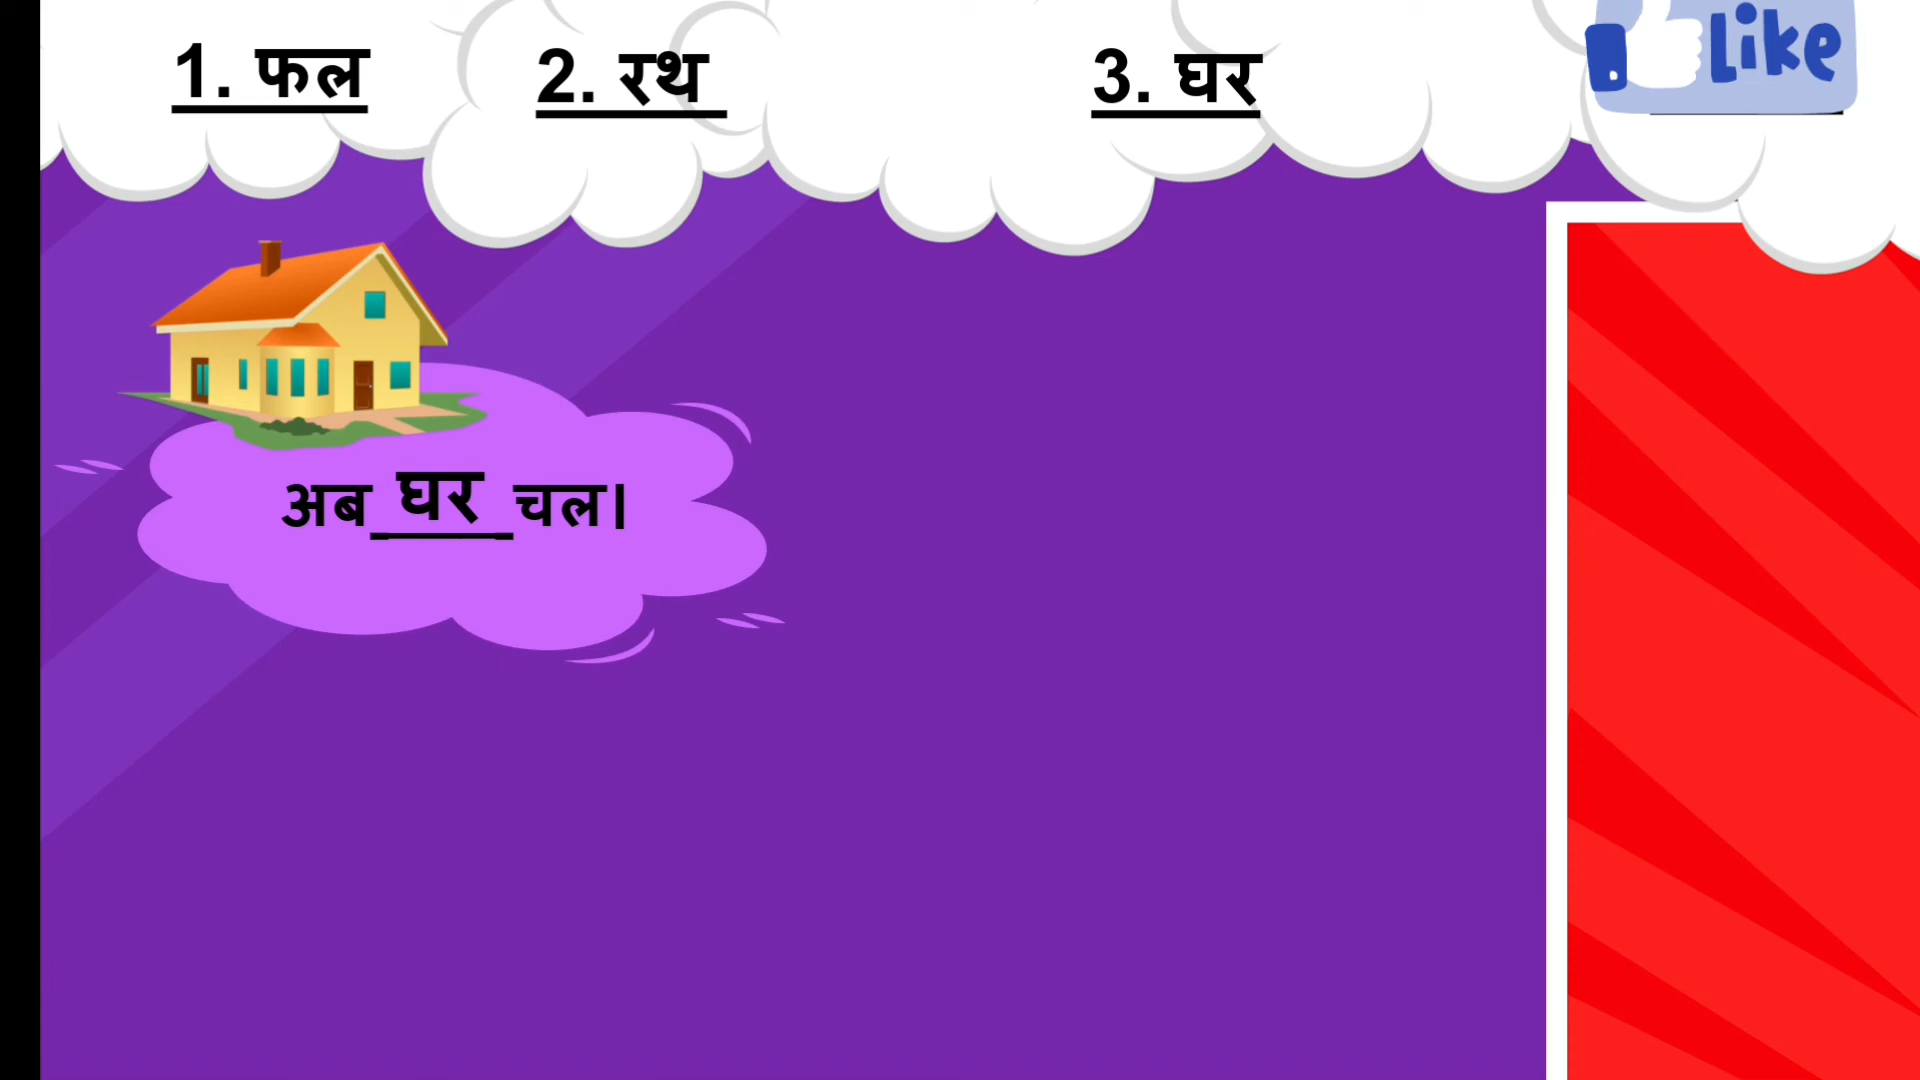 1. फल 2. रथ 3. घर Like
अब घर चल।